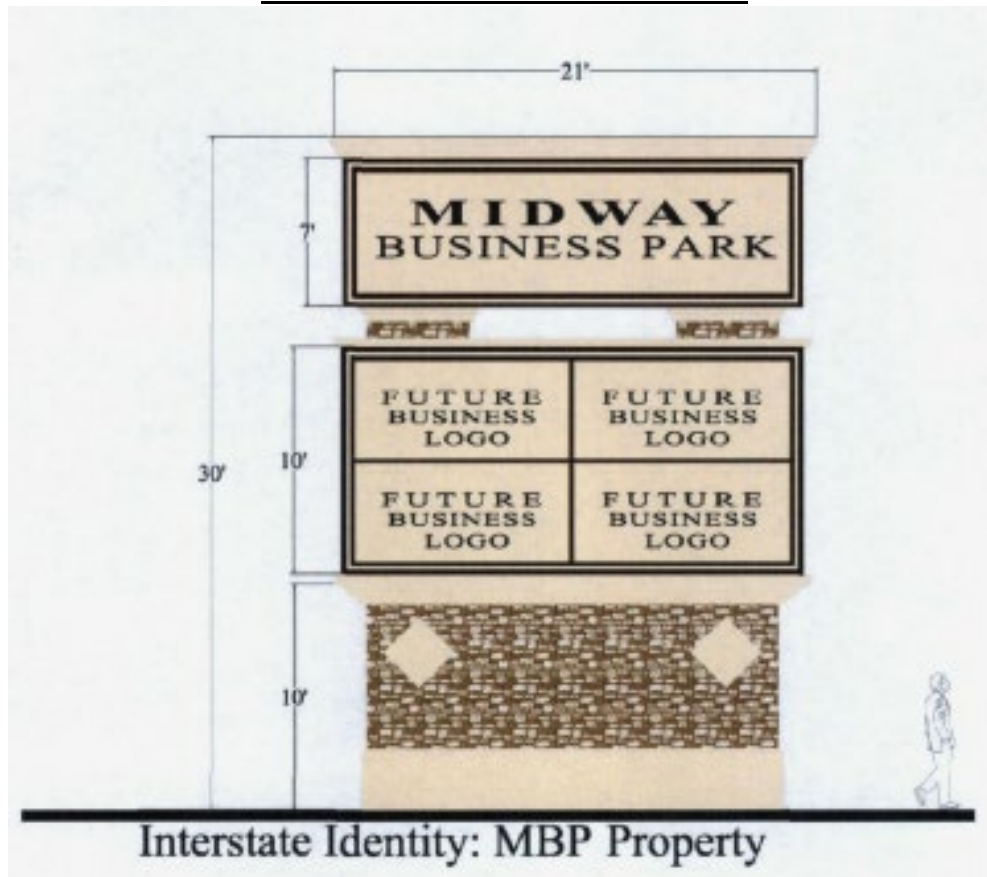 21'
7'
MIDWAY
BUSINESS PARK
30'
10'
FUTURE
BUSINESS
LOGO
FUTURE
BUSINESS
LOGO
FUTURE
BUSINESS
LOGO
FUTURE
BUSINESS
LOGO
10'
Interstate Identity: MBP Property